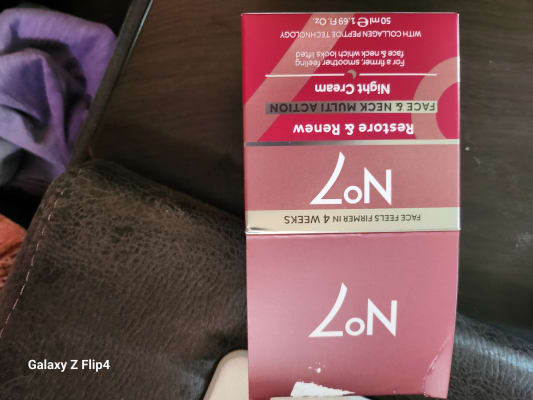 No7
FACE FEELS FIRMER IN 4 WEEKS
No7
Restore & Renew
FACE & NECK MULTI ACTION
Night Cream
For a firmer, smoother feeling
face & neck which looks lifted
WITH COLLAGEN PEPTIDE TECHNOLOGY
50 ml ℮ 1.69 Fl. Oz.
Galaxy Z Flip4